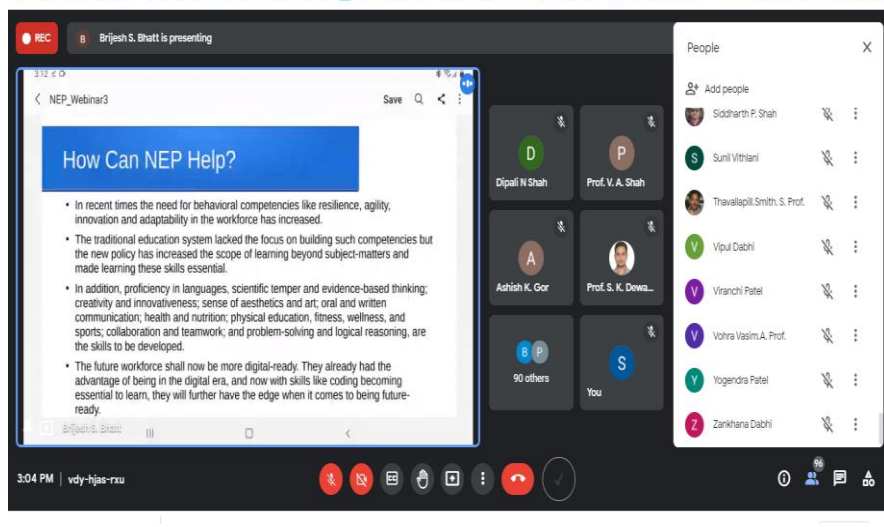 REC
B
Brijesh S. Bhatt is presenting
3:12
NEP_Webinar3
Save
How Can NEP Help?
• In recent times the need for behavioral competencies like resilience, agility,
innovation and adaptability in the workforce has increased.
• The traditional education system lacked the focus on building such competencies but
the new policy has increased the scope of learning beyond subject-matters and
made learning these skills essential.
• In addition, proficiency in languages, scientific temper and evidence-based thinking;
creativity and innovativeness; sense of aesthetics and art; oral and written
communication; health and nutrition; physical education, fitness, wellness, and
sports; collaboration and teamwork; and problem-solving and logical reasoning, are
the skills to be developed.
• The future workforce shall now be more digital-ready. They already had the
advantage of being in the digital era, and now with skills like coding becoming
essential to learn, they will further have the edge when it comes to being future-
ready.
Brijesh S. Bhatt
D
Dipali N Shah
P
Prof. V. A. Shah
A
Ashish K. Gor
Prof. S. K. Dewa...
B P
90 others
S
You
People
X
Add people
Siddharth P. Shah
S
Sunil Vithlani
Thavallapill.Smith. S. Prof.
V
Vipul Dabhi
V
Viranchi Patel
V
Vohra Vasim.A. Prof.
Y
Yogendra Patel
Z
Zankhana Dabhi
3:04 PM | vdy-hjas-rxu
CC
96